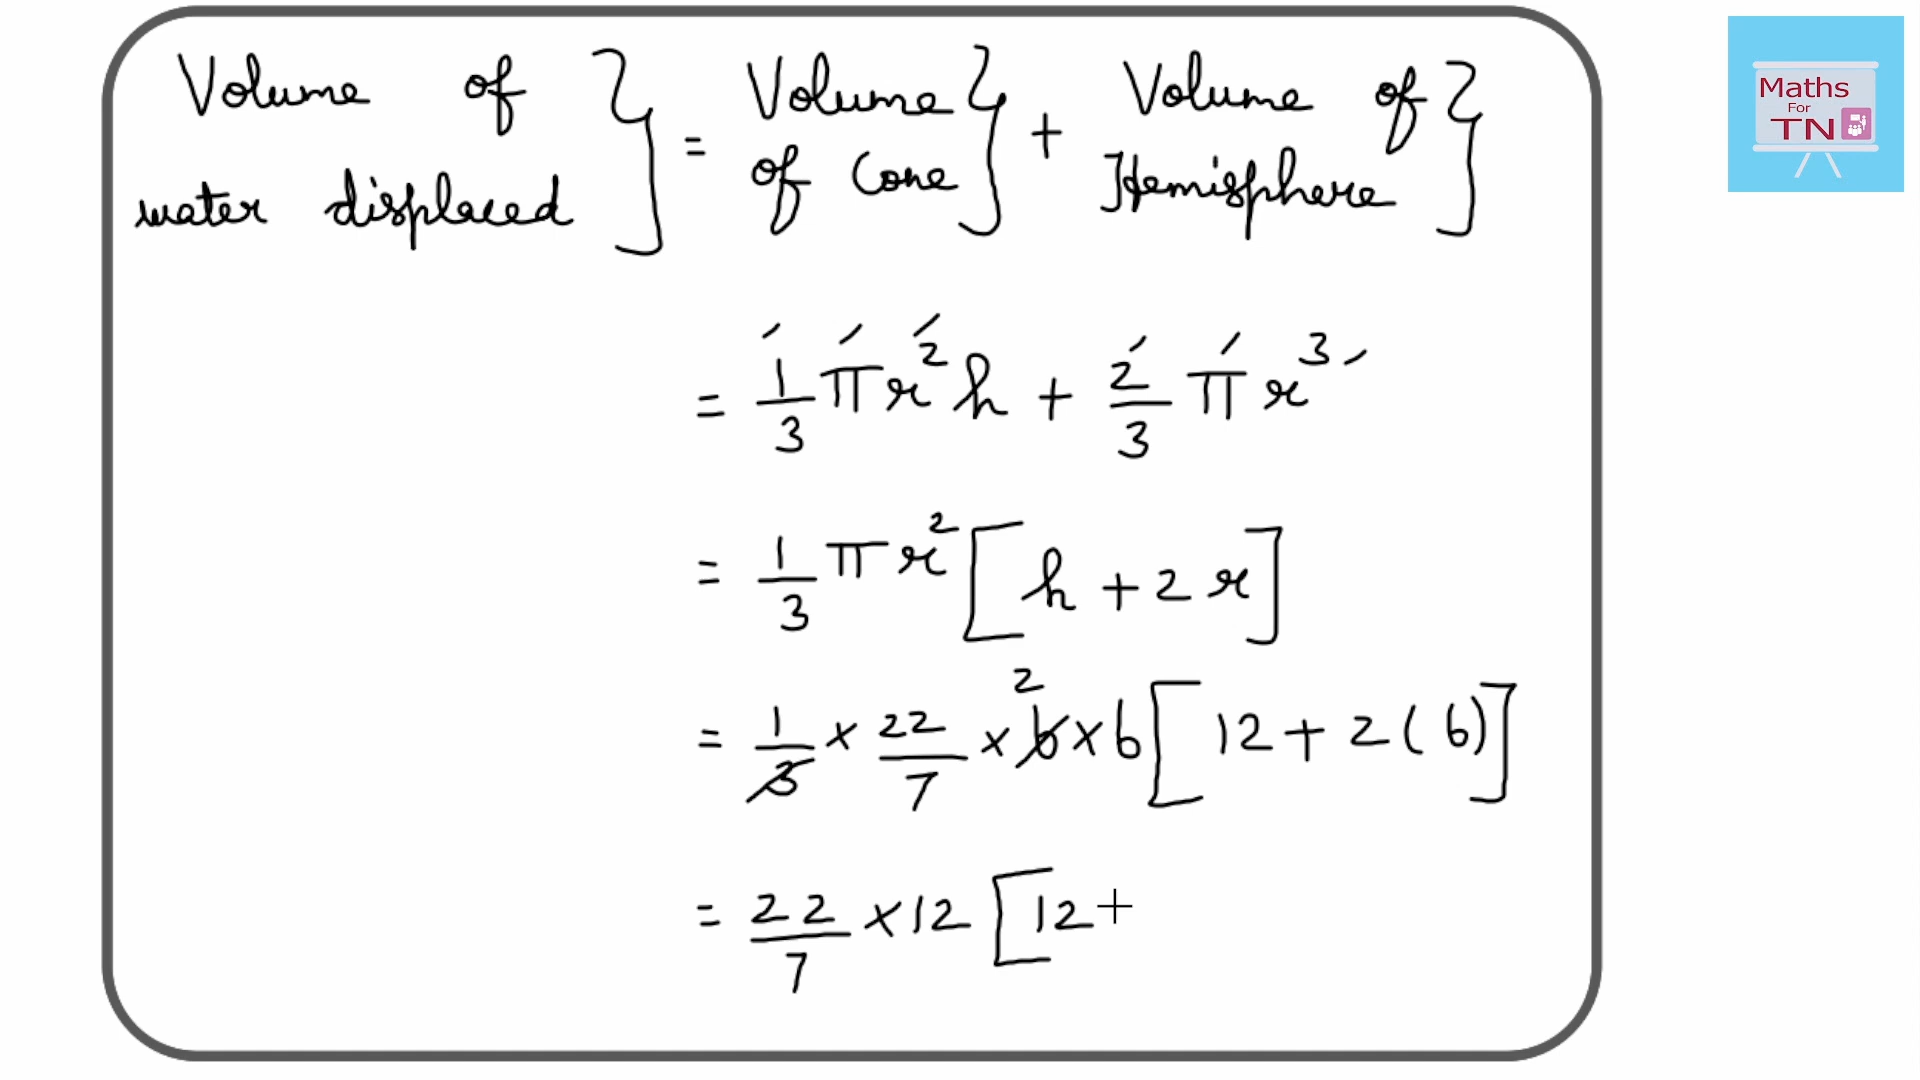 Volume of water displaced } = Volume of Cone } + Volume of Hemisphere }
= 1/3 πr²h + 2/3 πr³
= 1/3 πr² [h + 2r]
= 1/3 × 22/7 × 6 2 × 6 [12 + 2(6)]
= 22/7 × 12 [12 +
Maths
For
TN